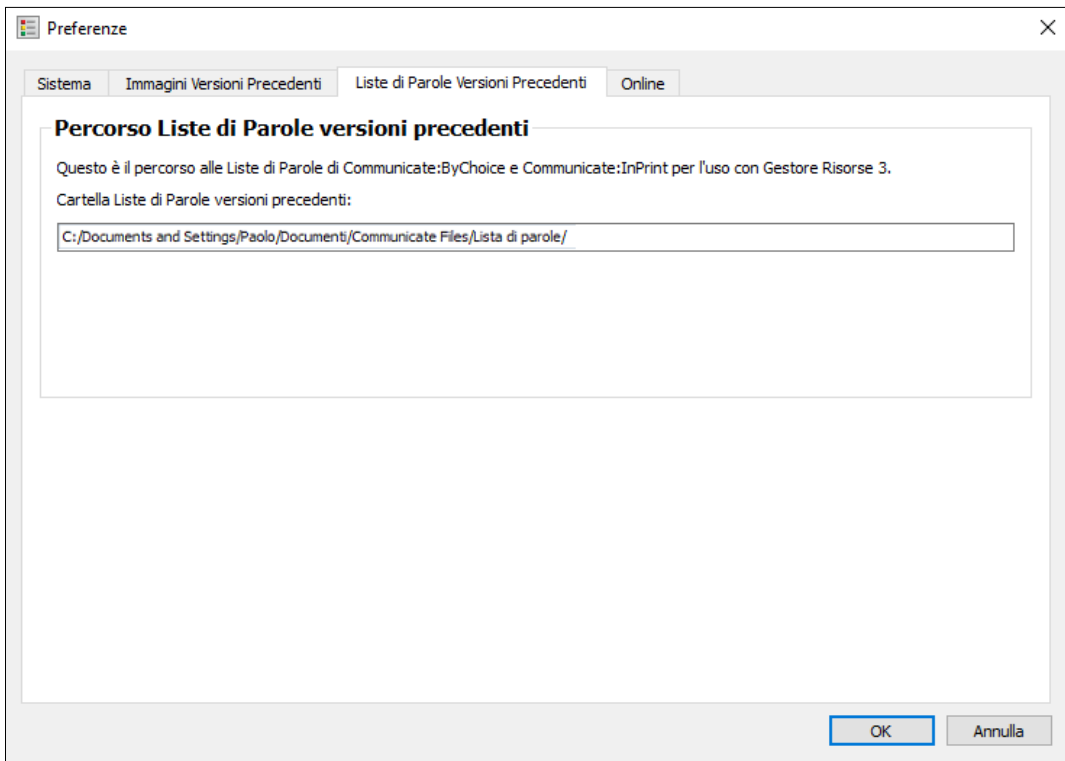 Preferenze
Sistema Immagini Versioni Precedenti Liste di Parole Versioni Precedenti Online
Percorso Liste di Parole versioni precedenti
Questo è il percorso alle Liste di Parole di Communicate:ByChoice e Communicate:InPrint per l'uso con Gestore Risorse 3.
Cartella Liste di Parole versioni precedenti:
C:/Documents and Settings/Paolo/Documenti/Communicate Files/Lista di parole/
OK Annulla